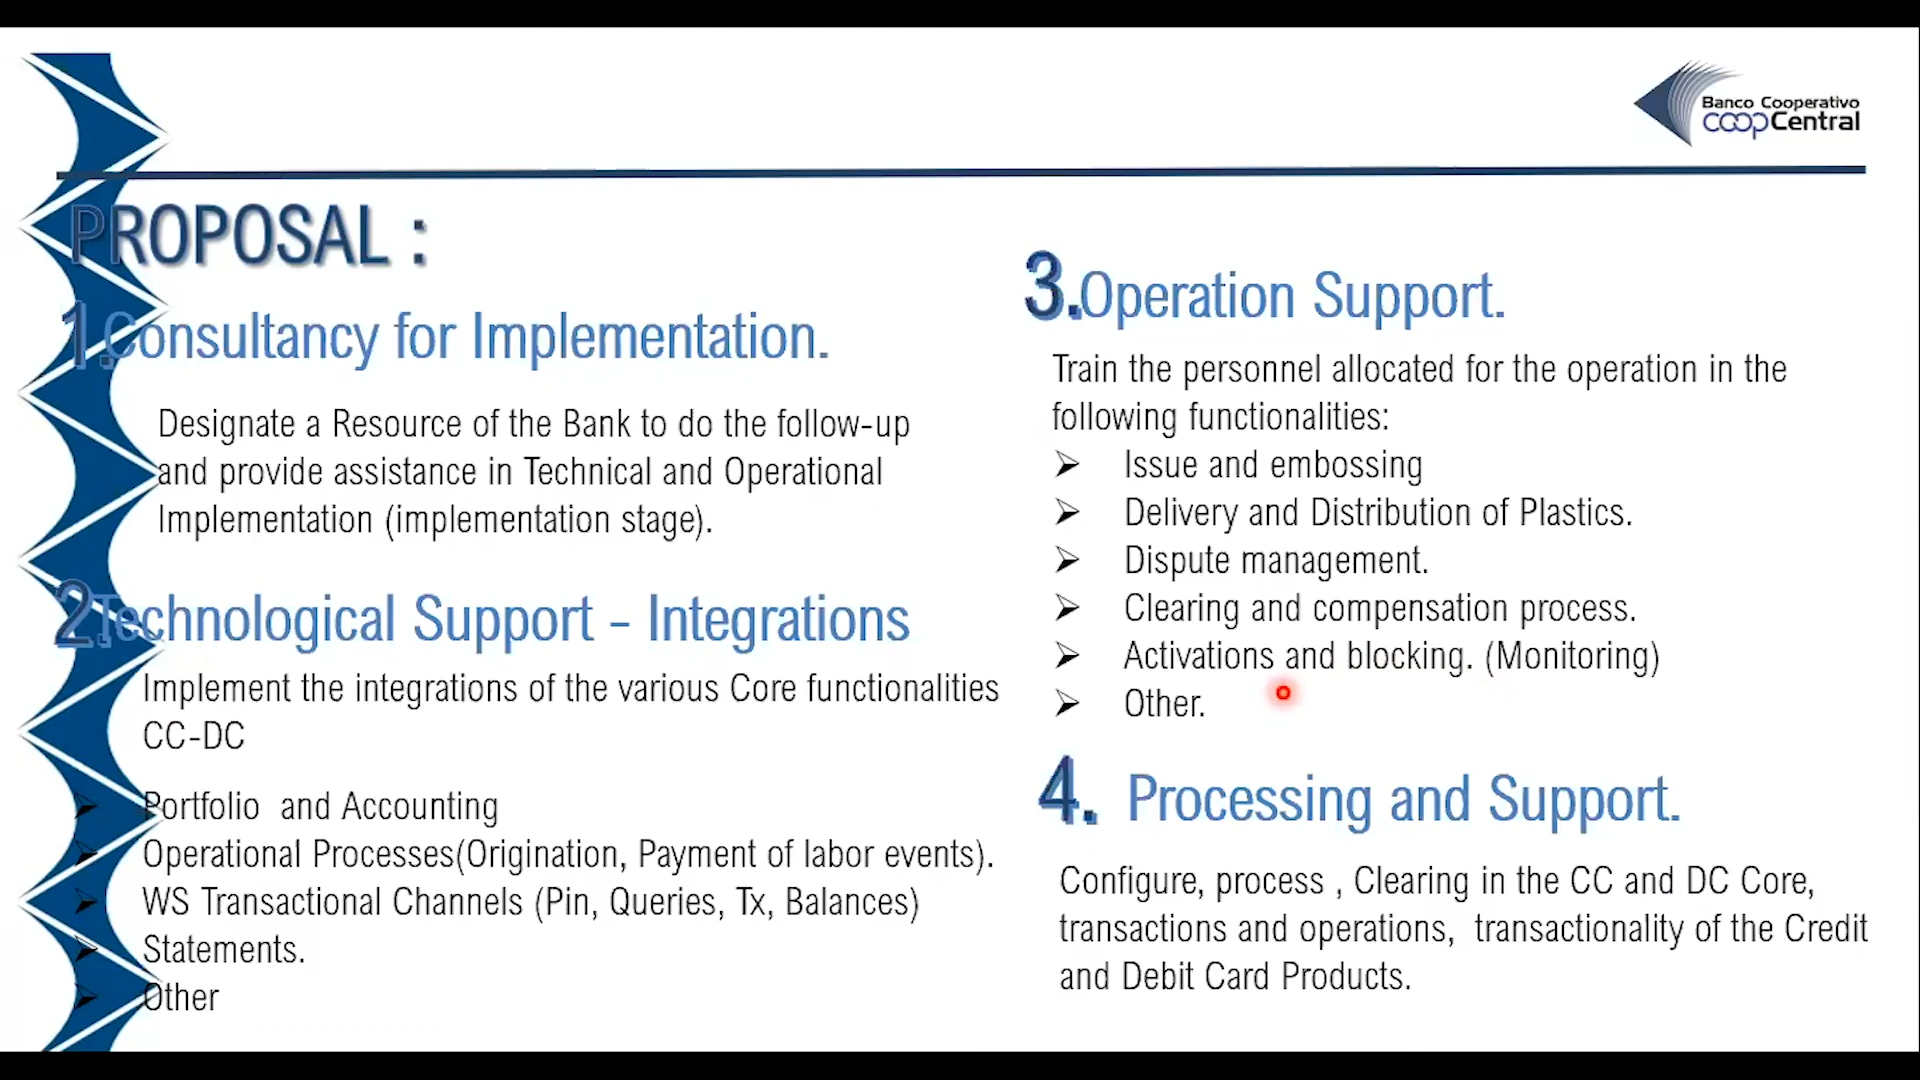 Banco Cooperativo
coopCentral
PROPOSAL :
1.Consultancy for Implementation.
Designate a Resource of the Bank to do the follow-up
and provide assistance in Technical and Operational
Implementation (implementation stage).
2.Technological Support - Integrations
Implement the integrations of the various Core functionalities
CC-DC
Portfolio and Accounting
Operational Processes(Origination, Payment of labor events).
WS Transactional Channels (Pin, Queries, Tx, Balances)
Statements.
Other
3.Operation Support.
Train the personnel allocated for the operation in the
following functionalities:
Issue and embossing
Delivery and Distribution of Plastics.
Dispute management.
Clearing and compensation process.
Activations and blocking. (Monitoring)
Other.
4. Processing and Support.
Configure, process , Clearing in the CC and DC Core,
transactions and operations, transactionality of the Credit
and Debit Card Products.